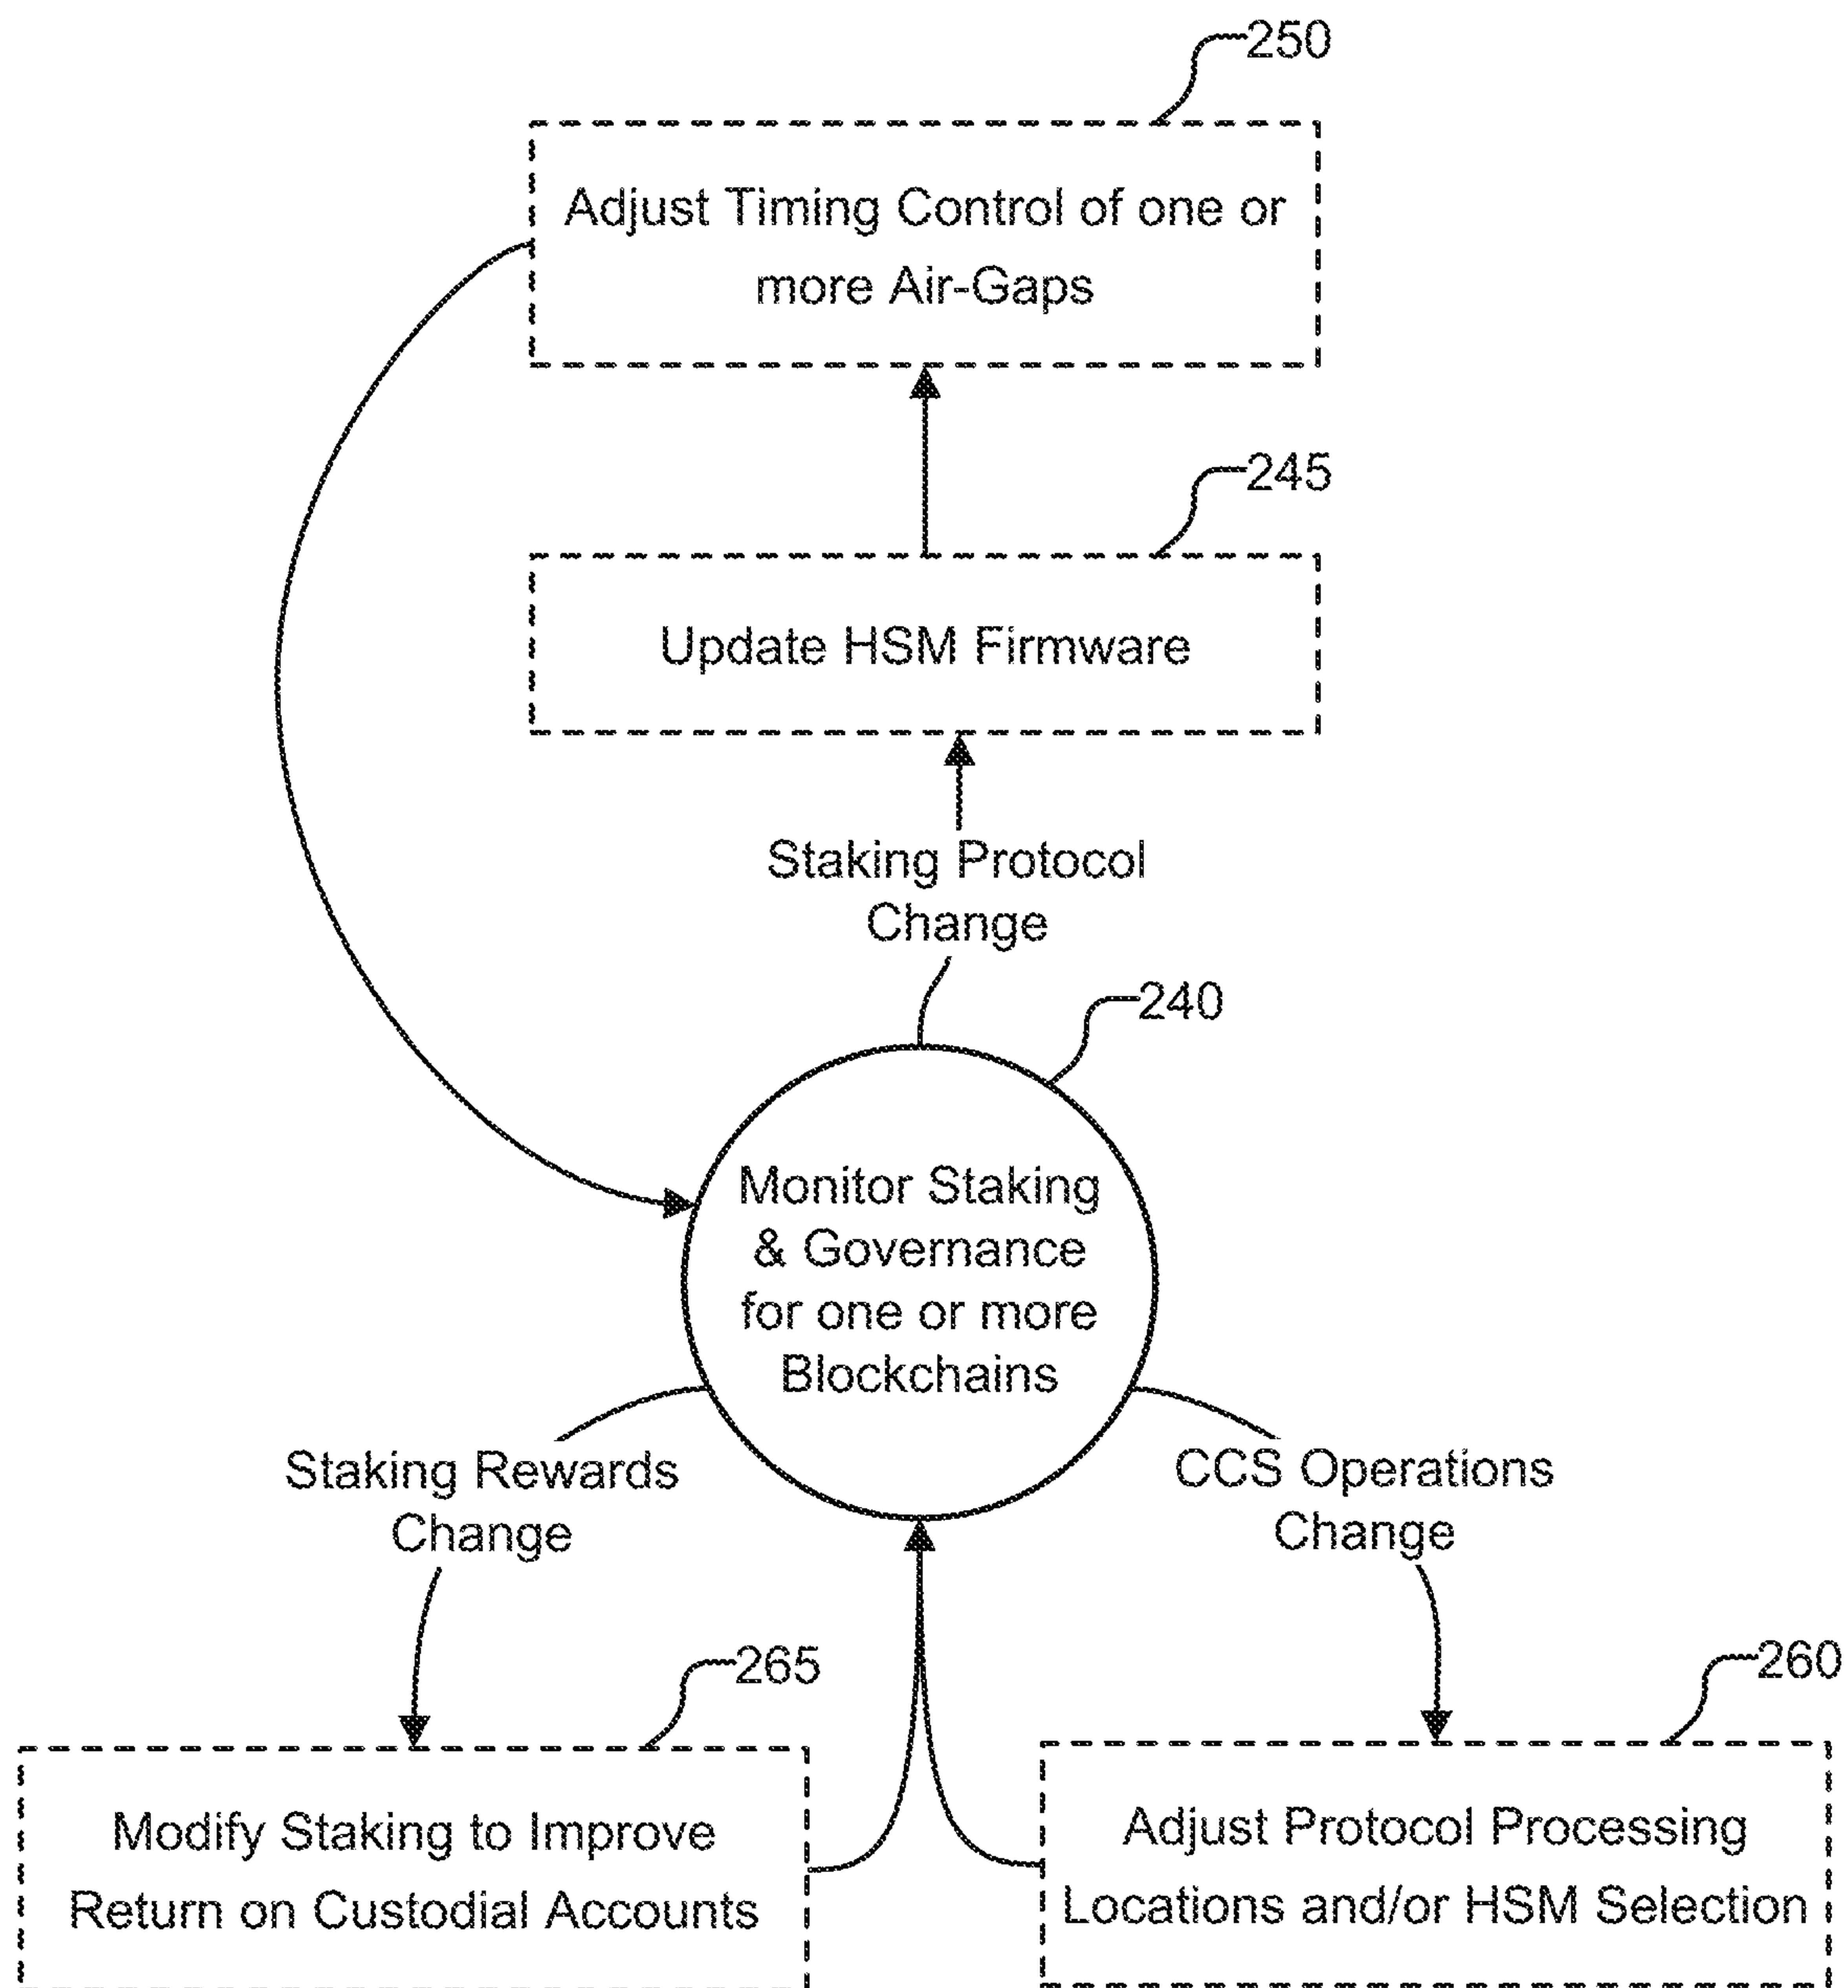 250
Adjust Timing Control of one or
more Air-Gaps
245
Update HSM Firmware
Staking Protocol
Change
240
Monitor Staking
& Governance
for one or more
Blockchains
Staking Rewards
Change
CCS Operations
Change
265
260
Modify Staking to Improve
Return on Custodial Accounts
Adjust Protocol Processing
Locations and/or HSM Selection